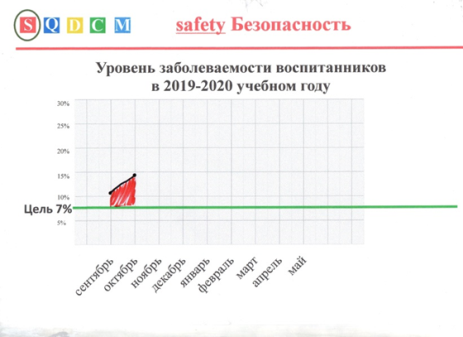 S Q D C M
safety Безопасность
Уровень заболеваемости воспитанников
в 2019-2020 учебном году
30%
25%
20%
15%
10%
Цель 7%
5%
сентябрь
октябрь
ноябрь
декабрь
январь
февраль
март
апрель
май